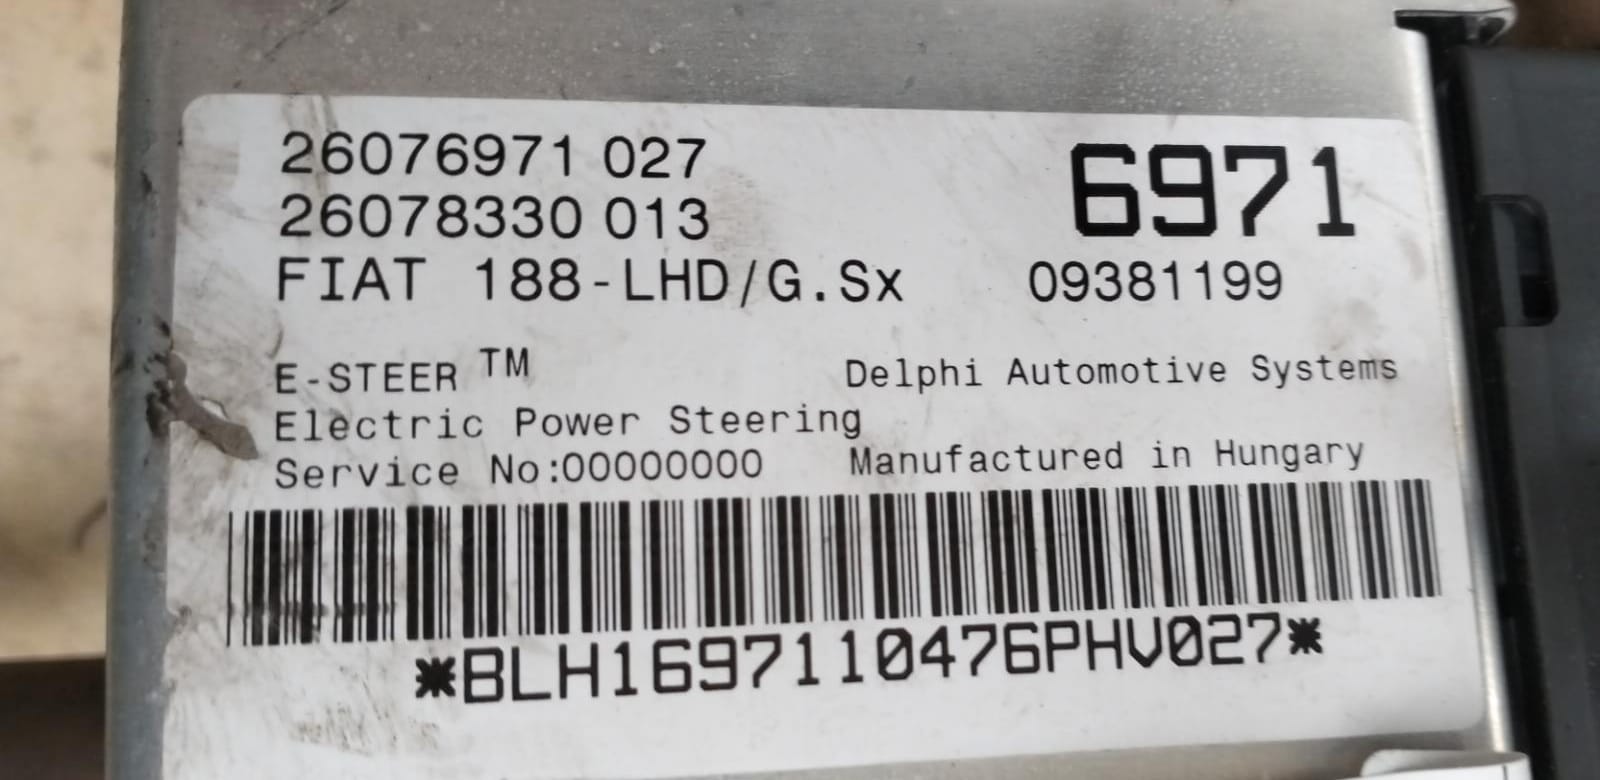 26076971 027
26078330 013
6971
FIAT 188-LHD/G.Sx 09381199
E-STEER TM Delphi Automotive Systems
Electric Power Steering
Service No:00000000 Manufactured in Hungary
*BLH1697110476PHV027*